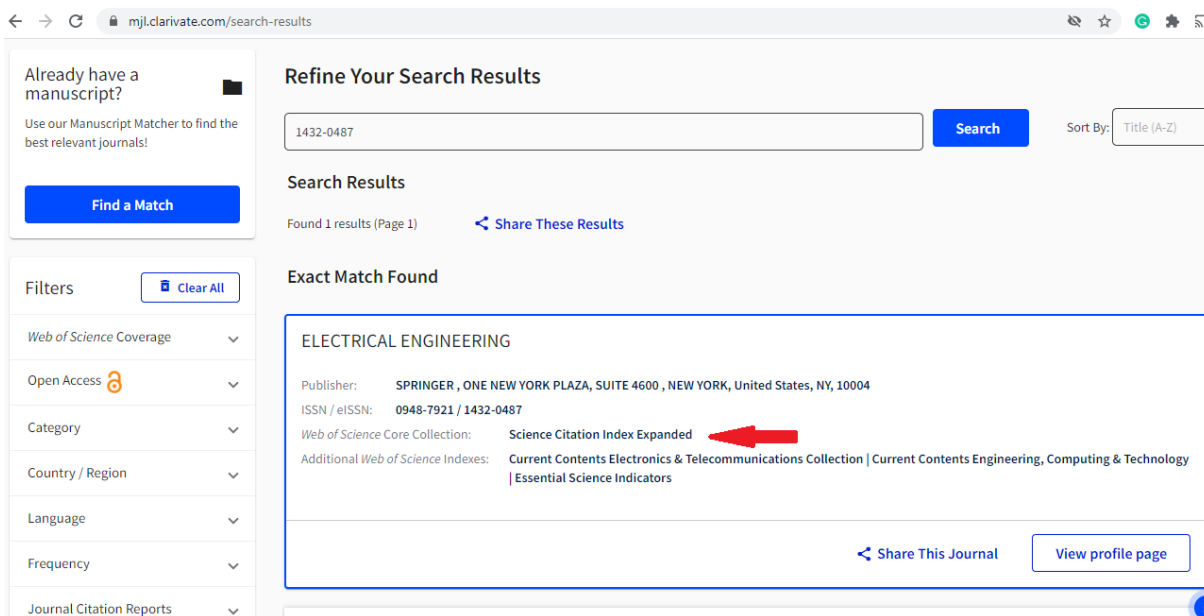 mjl.clarivate.com/search-results
Already have a
manuscript?
Use our Manuscript Matcher to find the
best relevant journals!
Find a Match
Filters
Clear All
Web of Science Coverage
Open Access
Category
Country / Region
Language
Frequency
Journal Citation Reports
Refine Your Search Results
1432-0487
Search
Sort By:
Title (A-Z)
Search Results
Found 1 results (Page 1)
Share These Results
Exact Match Found
ELECTRICAL ENGINEERING
Publisher: SPRINGER , ONE NEW YORK PLAZA, SUITE 4600 , NEW YORK, United States, NY, 10004
ISSN / eISSN: 0948-7921 / 1432-0487
Web of Science Core Collection: Science Citation Index Expanded
Additional Web of Science Indexes: Current Contents Electronics & Telecommunications Collection | Current Contents Engineering, Computing & Technology
| Essential Science Indicators
Share This Journal
View profile page